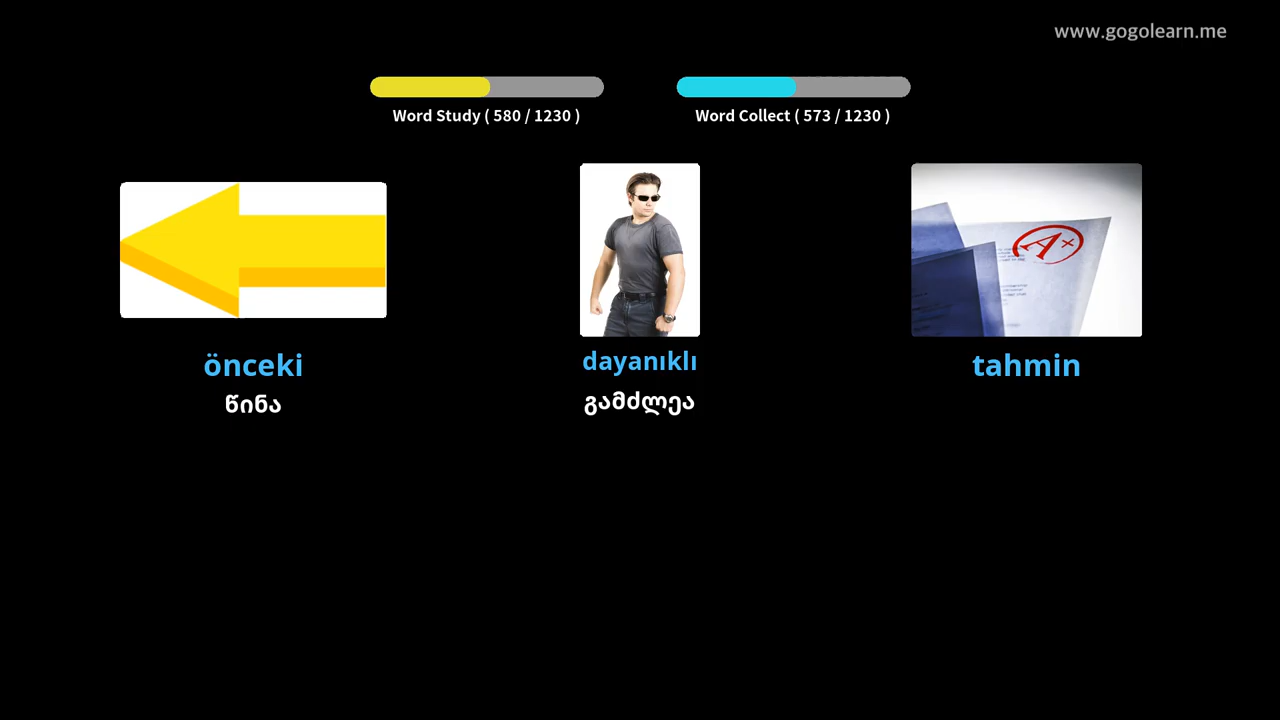 www.gogolearn.me
Word Study ( 580 / 1230 )
Word Collect ( 573 / 1230 )
A+
önceki
dayanıklı
tahmin
წინა
გამძლეა